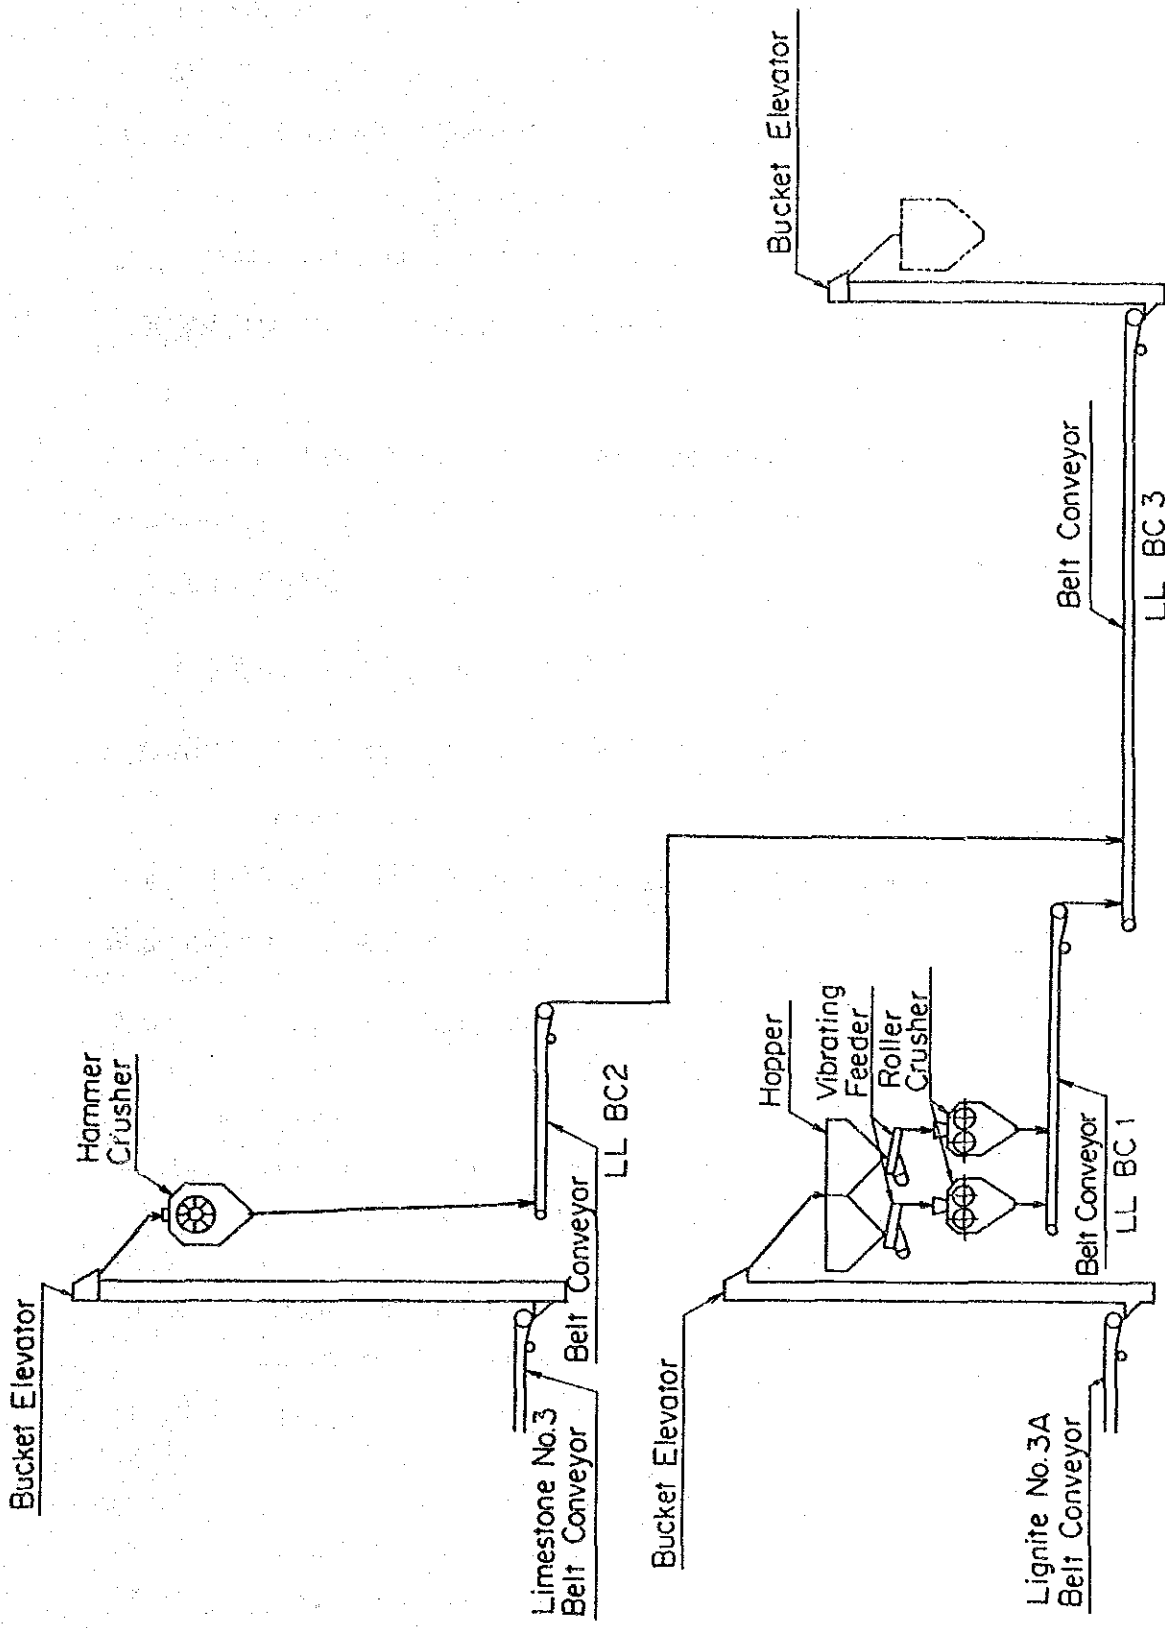 Bucket Elevator
Hammer
Crusher
Limestone No.3
Belt Conveyor
Belt Conveyor
LL BC2
Bucket Elevator
Hopper
Vibrating
Feeder
Roller
Crusher
Lignite No.3A
Belt Conveyor
Belt Conveyor
LL BC 1
Bucket Elevator
Belt Conveyor
LL BC 3